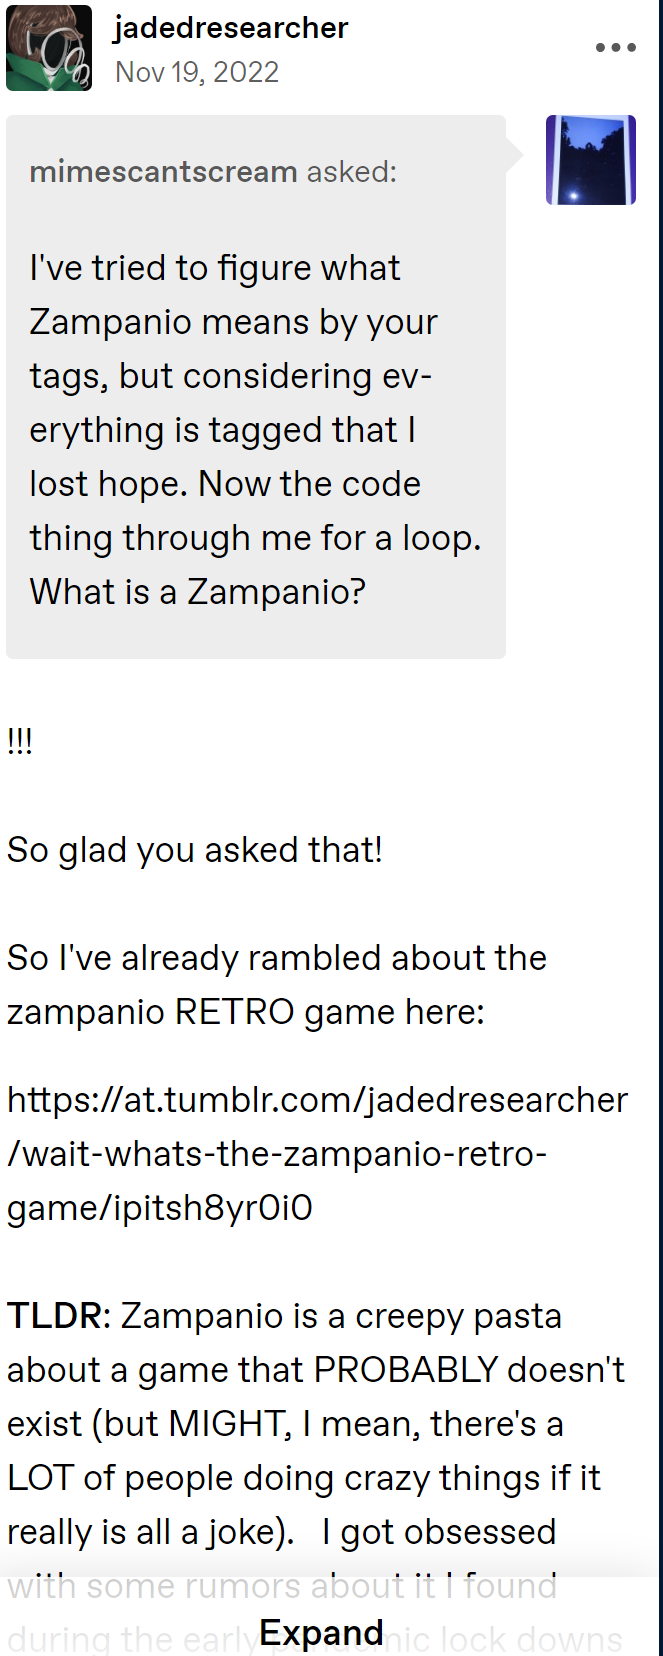 jadedresearcher
Nov 19, 2022
mimescantscream asked:
I've tried to figure what
Zampanio means by your
tags, but considering ev-
erything is tagged that I
lost hope. Now the code
thing through me for a loop.
What is a Zampanio?
!!!
So glad you asked that!
So I've already rambled about the
zampanio RETRO game here:
https://at.tumblr.com/jadedresearcher
/wait-whats-the-zampanio-retro-
game/ipitsh8yr0i0
TLDR: Zampanio is a creepy pasta
about a game that PROBABLY doesn't
exist (but MIGHT, I mean, there's a
LOT of people doing crazy things if it
really is all a joke).   I got obsessed
with some rumors about it I found
during the early pandemic lock downs
Expand